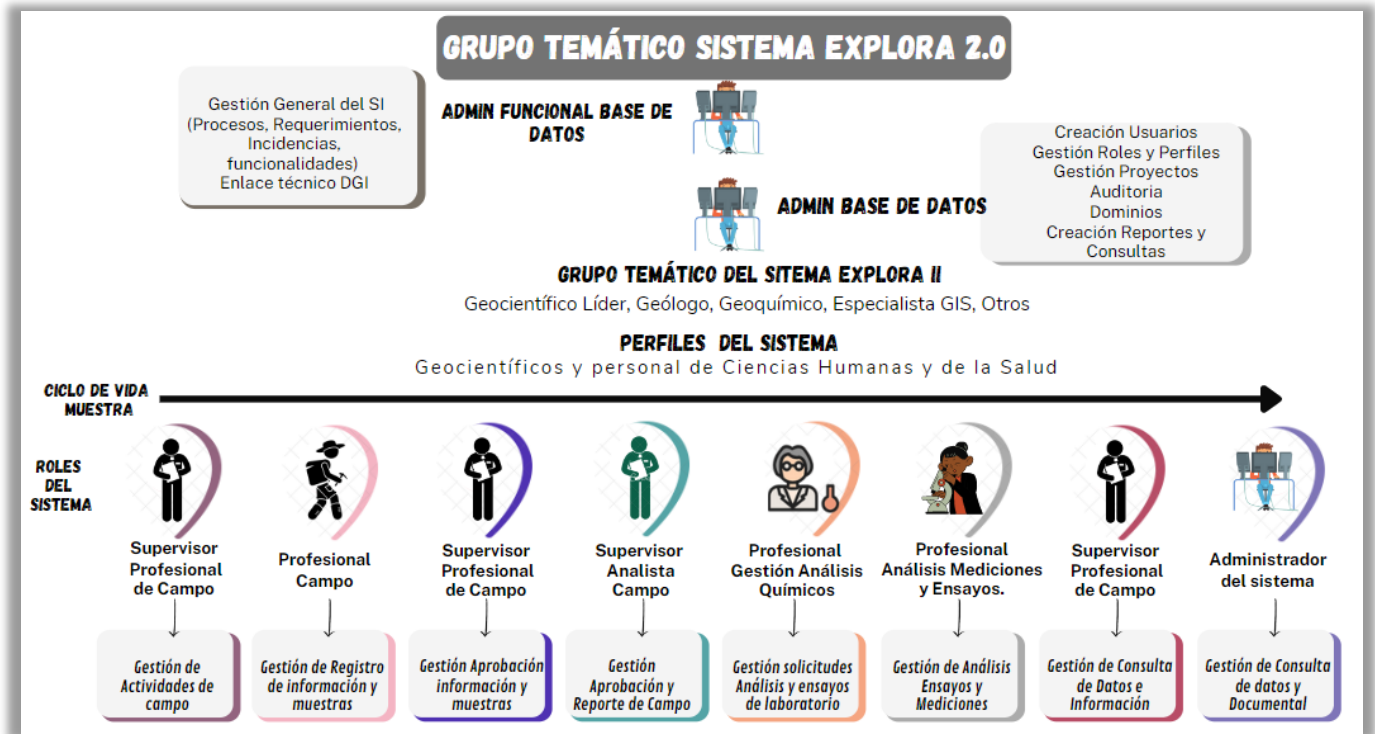 GRUPO TEMÁTICO SISTEMA EXPLORA 2.0
Gestión General del SI
(Procesos, Requerimientos,
Incidencias,
funcionalidades)
Enlace técnico DGI
ADMIN FUNCIONAL BASE DE
DATOS
ADMIN BASE DE DATOS
Creación Usuarios
Gestión Roles y Perfiles
Gestión Proyectos
Auditoria
Dominios
Creación Reportes y
Consultas
GRUPO TEMÁTICO DEL SITEMA EXPLORA II
Geocientífico Líder, Geólogo, Geoquímico, Especialista GIS, Otros
PERFILES DEL SISTEMA
Geocientíficos y personal de Ciencias Humanas y de la Salud
CICLO DE VIDA
MUESTRA
ROLES
DEL
SISTEMA
Supervisor
Profesional
de Campo
Profesional
Campo
Supervisor
Profesional
de Campo
Supervisor
Analista
Campo
Profesional
Gestión Análisis
Químicos
Profesional
Análisis Mediciones
y Ensayos.
Supervisor
Profesional
de Campo
Administrador
del sistema
Gestión de
Actividades de
campo
Gestión de Registro
de información y
muestras
Gestión Aprobación
información y
muestras
Gestión
Aprobación y
Reporte de Campo
Gestión solicitudes
Análisis y ensayos
de laboratorio
Gestión de Análisis
Ensayos y
Mediciones
Gestión de Consulta
de Datos e
Información
Gestión de Consulta
de datos y
Documental